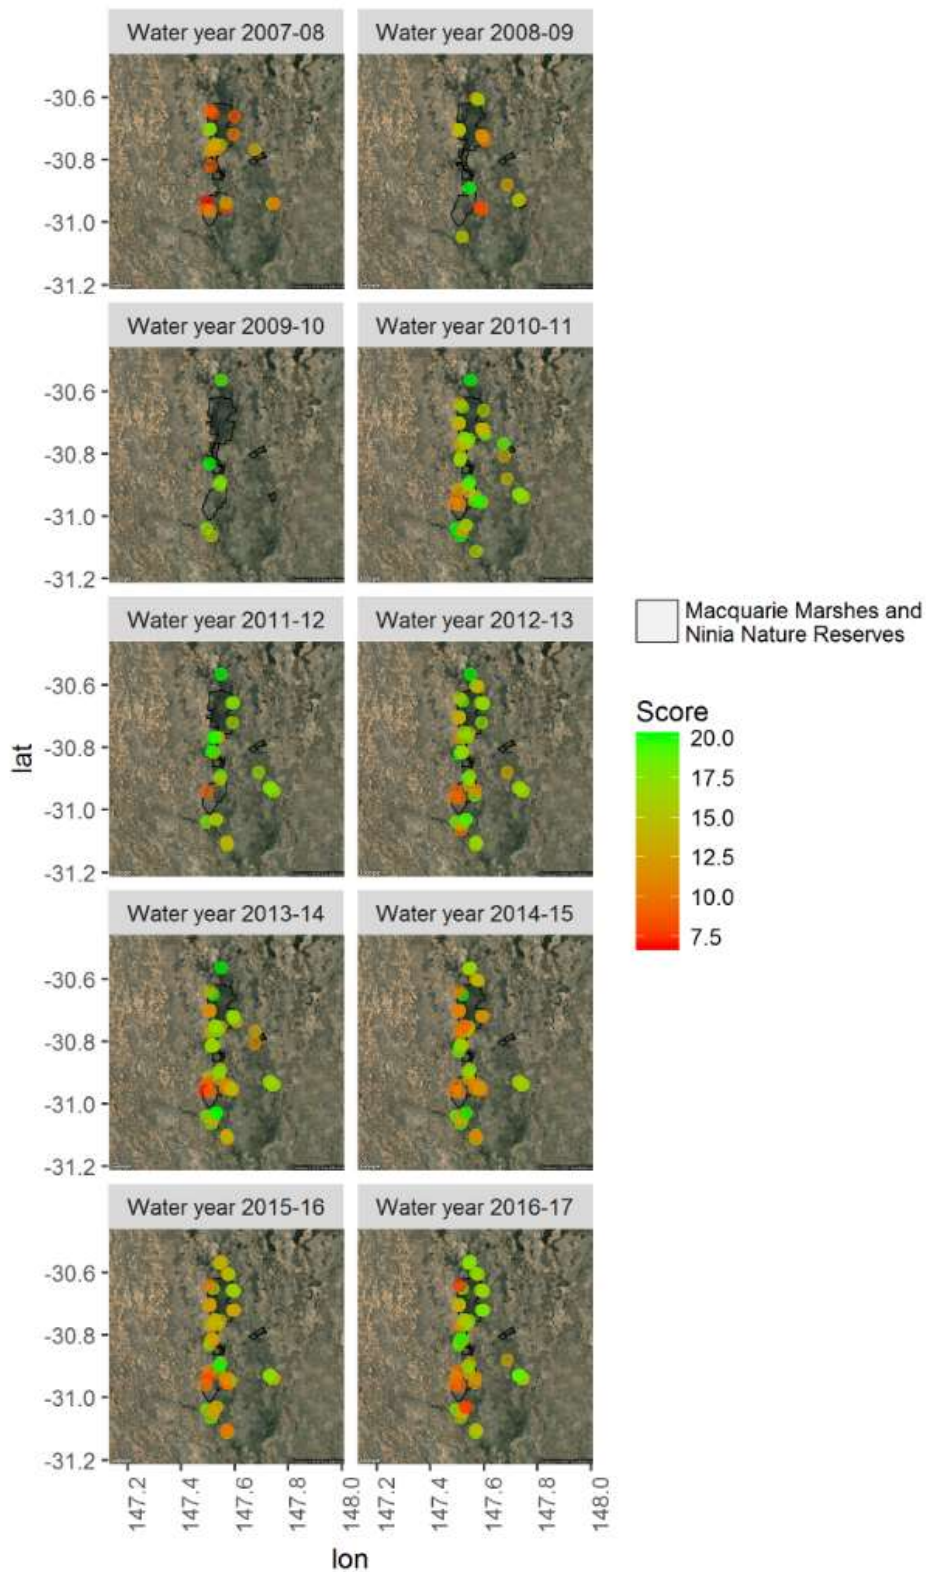 Water year 2007-08
Water year 2008-09
-30.6
-30.8
-31.0
-31.2
Water year 2009-10
Water year 2010-11
-30.6
-30.8
-31.0
-31.2
Water year 2011-12
Water year 2012-13
-30.6
-30.8
-31.0
-31.2
Water year 2013-14
Water year 2014-15
-30.6
-30.8
-31.0
-31.2
Water year 2015-16
Water year 2016-17
-30.6
-30.8
-31.0
-31.2
147.2
147.4
147.6
147.8
148.0
147.2
147.4
147.6
147.8
148.0
lon
lat
Macquarie Marshes and
Ninia Nature Reserves
Score
20.0
17.5
15.0
12.5
10.0
7.5